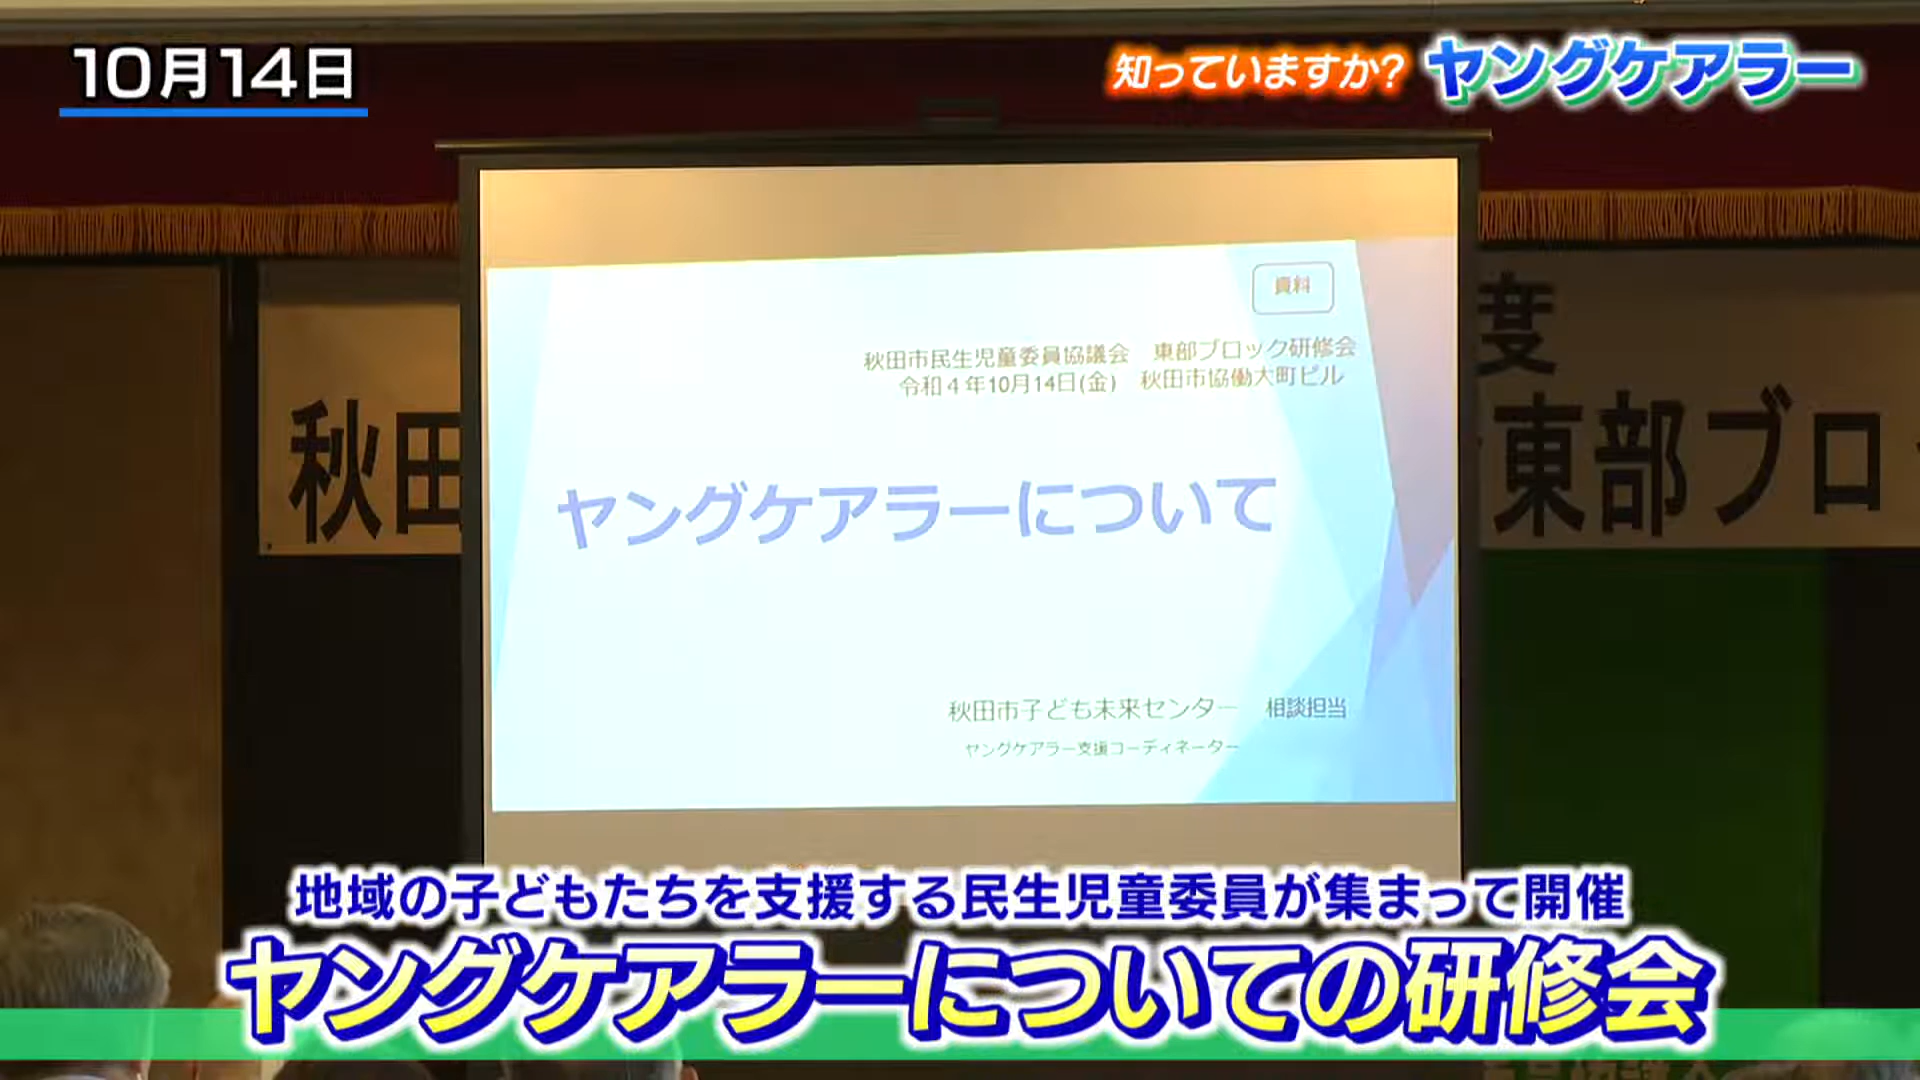 10月14日
知っていますか？ ヤングケアラー
資料
秋田市民生児童委員協議会 東部ブロック研修会
令和４年10月14日(金) 秋田市協働大町ビル
ヤングケアラーについて
秋田市子ども未来センター 相談担当
ヤングケアラー支援コーディネーター
度
秋田
東部ブロ
地域の子どもたちを支援する民生児童委員が集まって開催
ヤングケアラーについての研修会